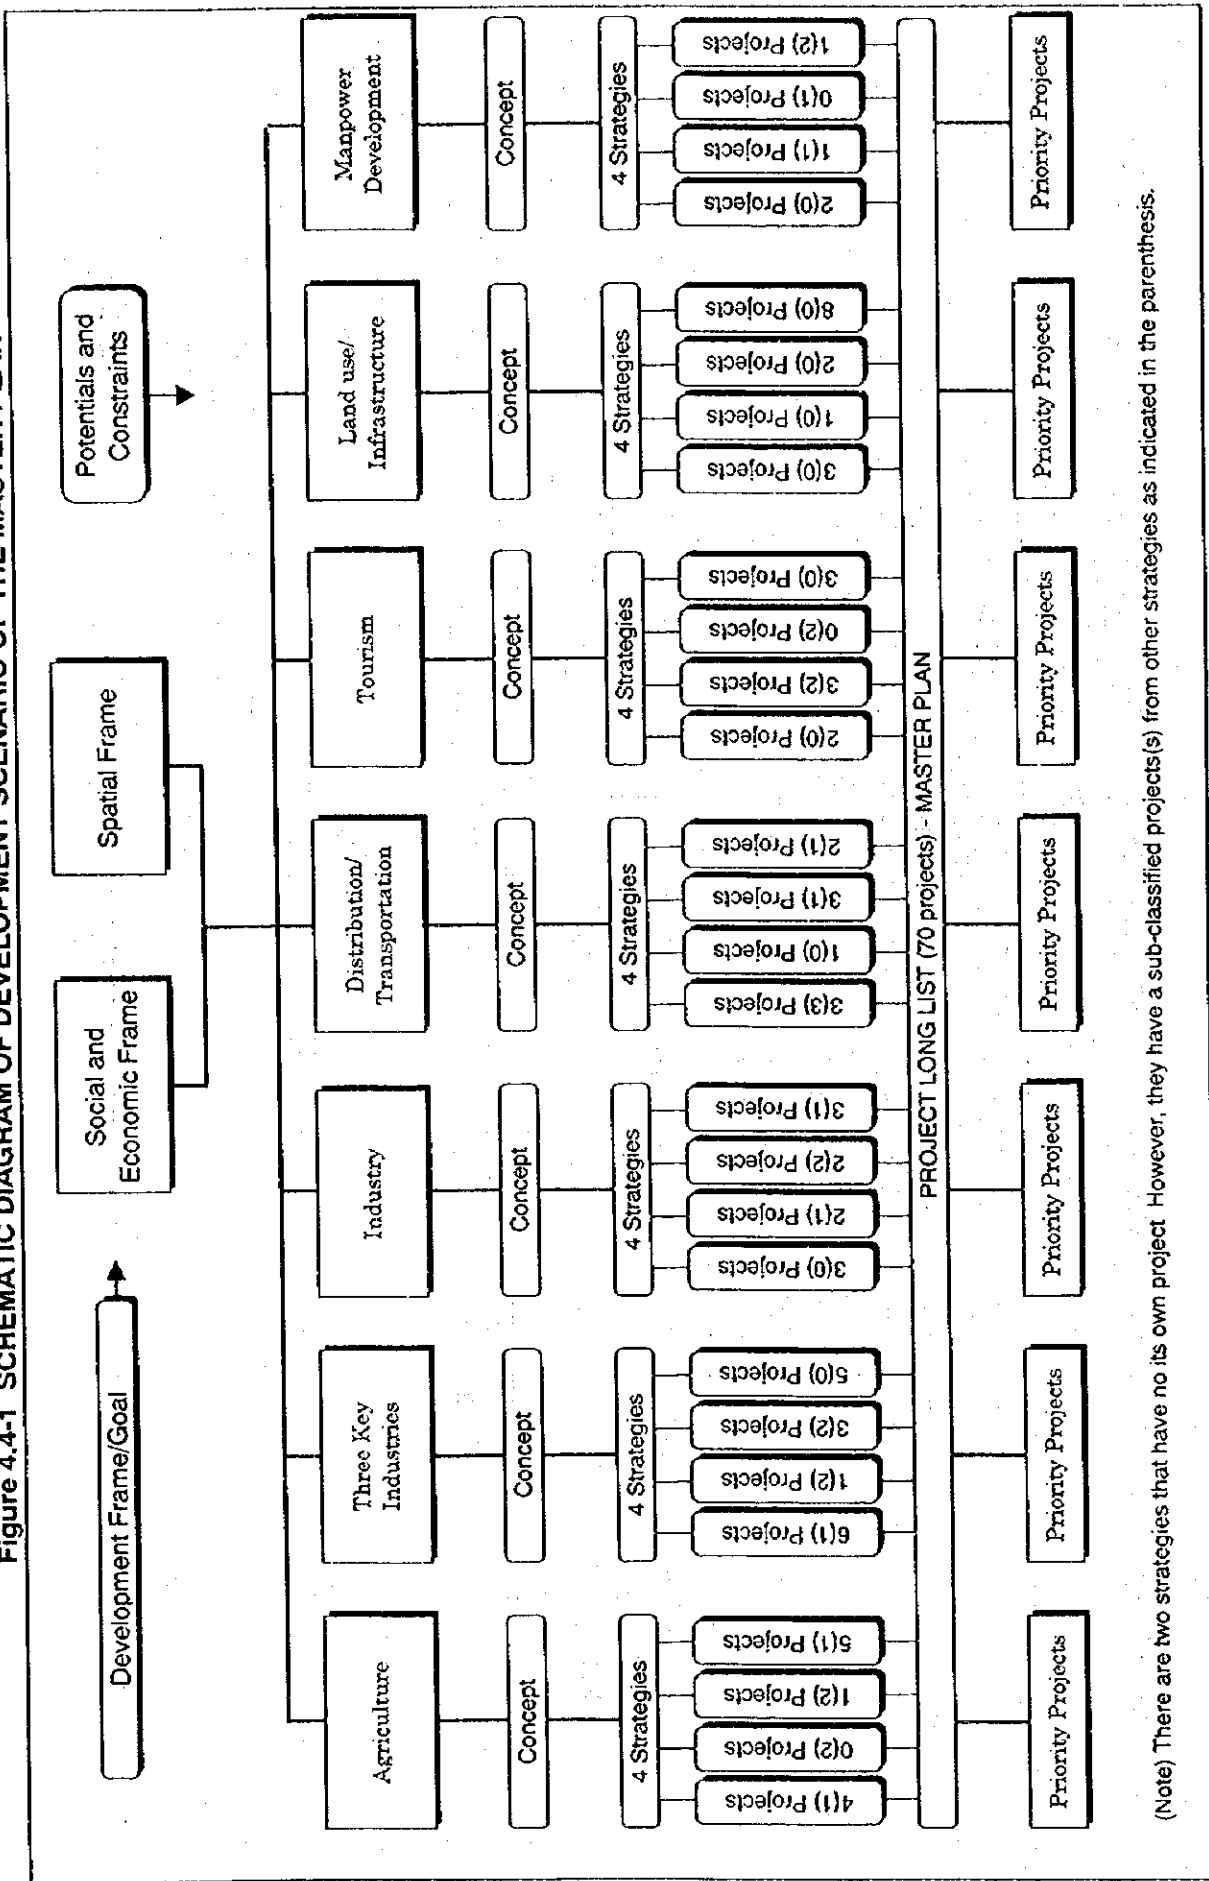 Figure 4.4-1 SCHEMATIC DIAGRAM OF DEVELOPMENT SCENARIO OF THE MASTER PLAN
Development Frame/Goal
Social and
Economic Frame
Spatial Frame
Potentials and
Constraints
Agriculture
Three Key
Industries
Industry
Distribution/
Transportation
Tourism
Land use/
Infrastructure
Manpower
Development
Concept
Concept
Concept
Concept
Concept
Concept
Concept
4 Strategies
4 Strategies
4 Strategies
4 Strategies
4 Strategies
4 Strategies
4 Strategies
4(1) Projects
0(2) Projects
1(2) Projects
5(1) Projects
6(1) Projects
1(2) Projects
3(2) Projects
5(0) Projects
3(0) Projects
2(1) Projects
2(2) Projects
3(1) Projects
3(3) Projects
1(0) Projects
3(1) Projects
2(1) Projects
2(0) Projects
3(2) Projects
0(2) Projects
3(0) Projects
3(0) Projects
1(0) Projects
2(0) Projects
8(0) Projects
2(0) Projects
1(1) Projects
0(1) Projects
1(2) Projects
PROJECT LONG LIST (70 projects) - MASTER PLAN
Priority Projects
Priority Projects
Priority Projects
Priority Projects
Priority Projects
Priority Projects
Priority Projects
(Note) There are two strategies that have no its own project However, they have a sub-classified projects(s) from other strategies as indicated in the parenthesis.